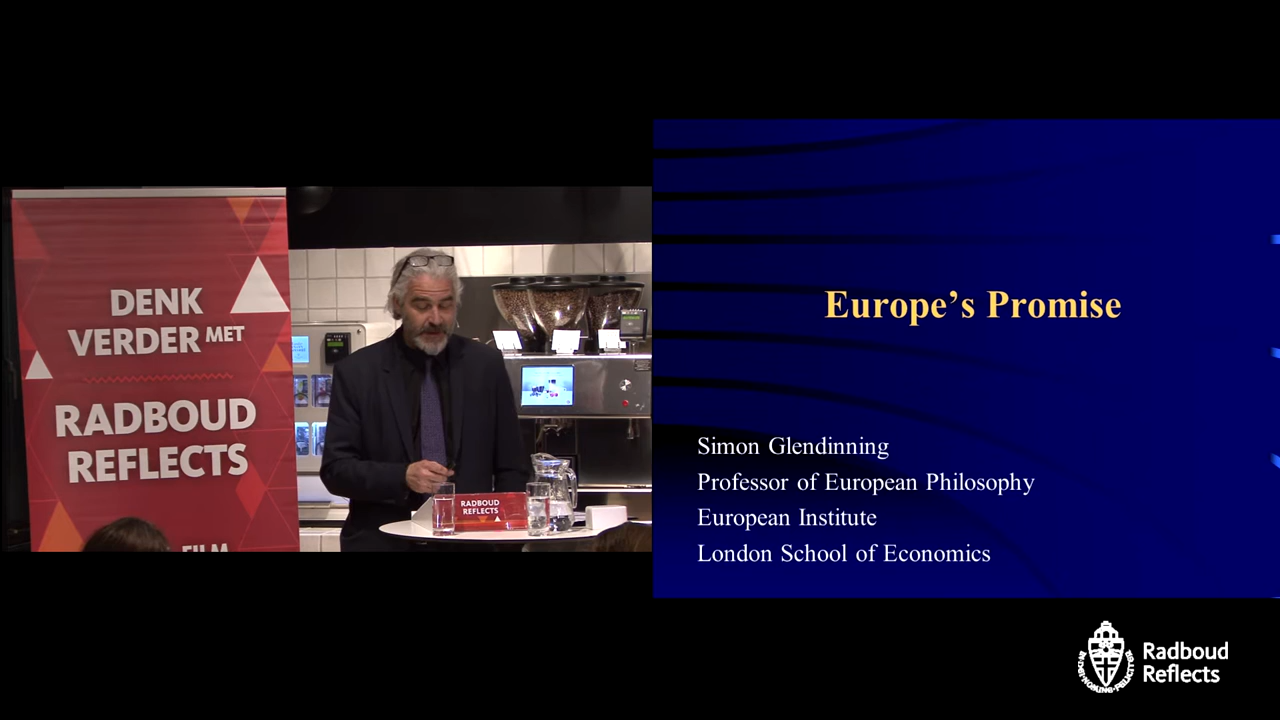 DENK
VERDER MET
RADBOUD
REFLECTS
FILM
RADBOUD
REFLECTS
Europe's Promise
Simon Glendinning
Professor of European Philosophy
European Institute
London School of Economics
Radboud
Reflects